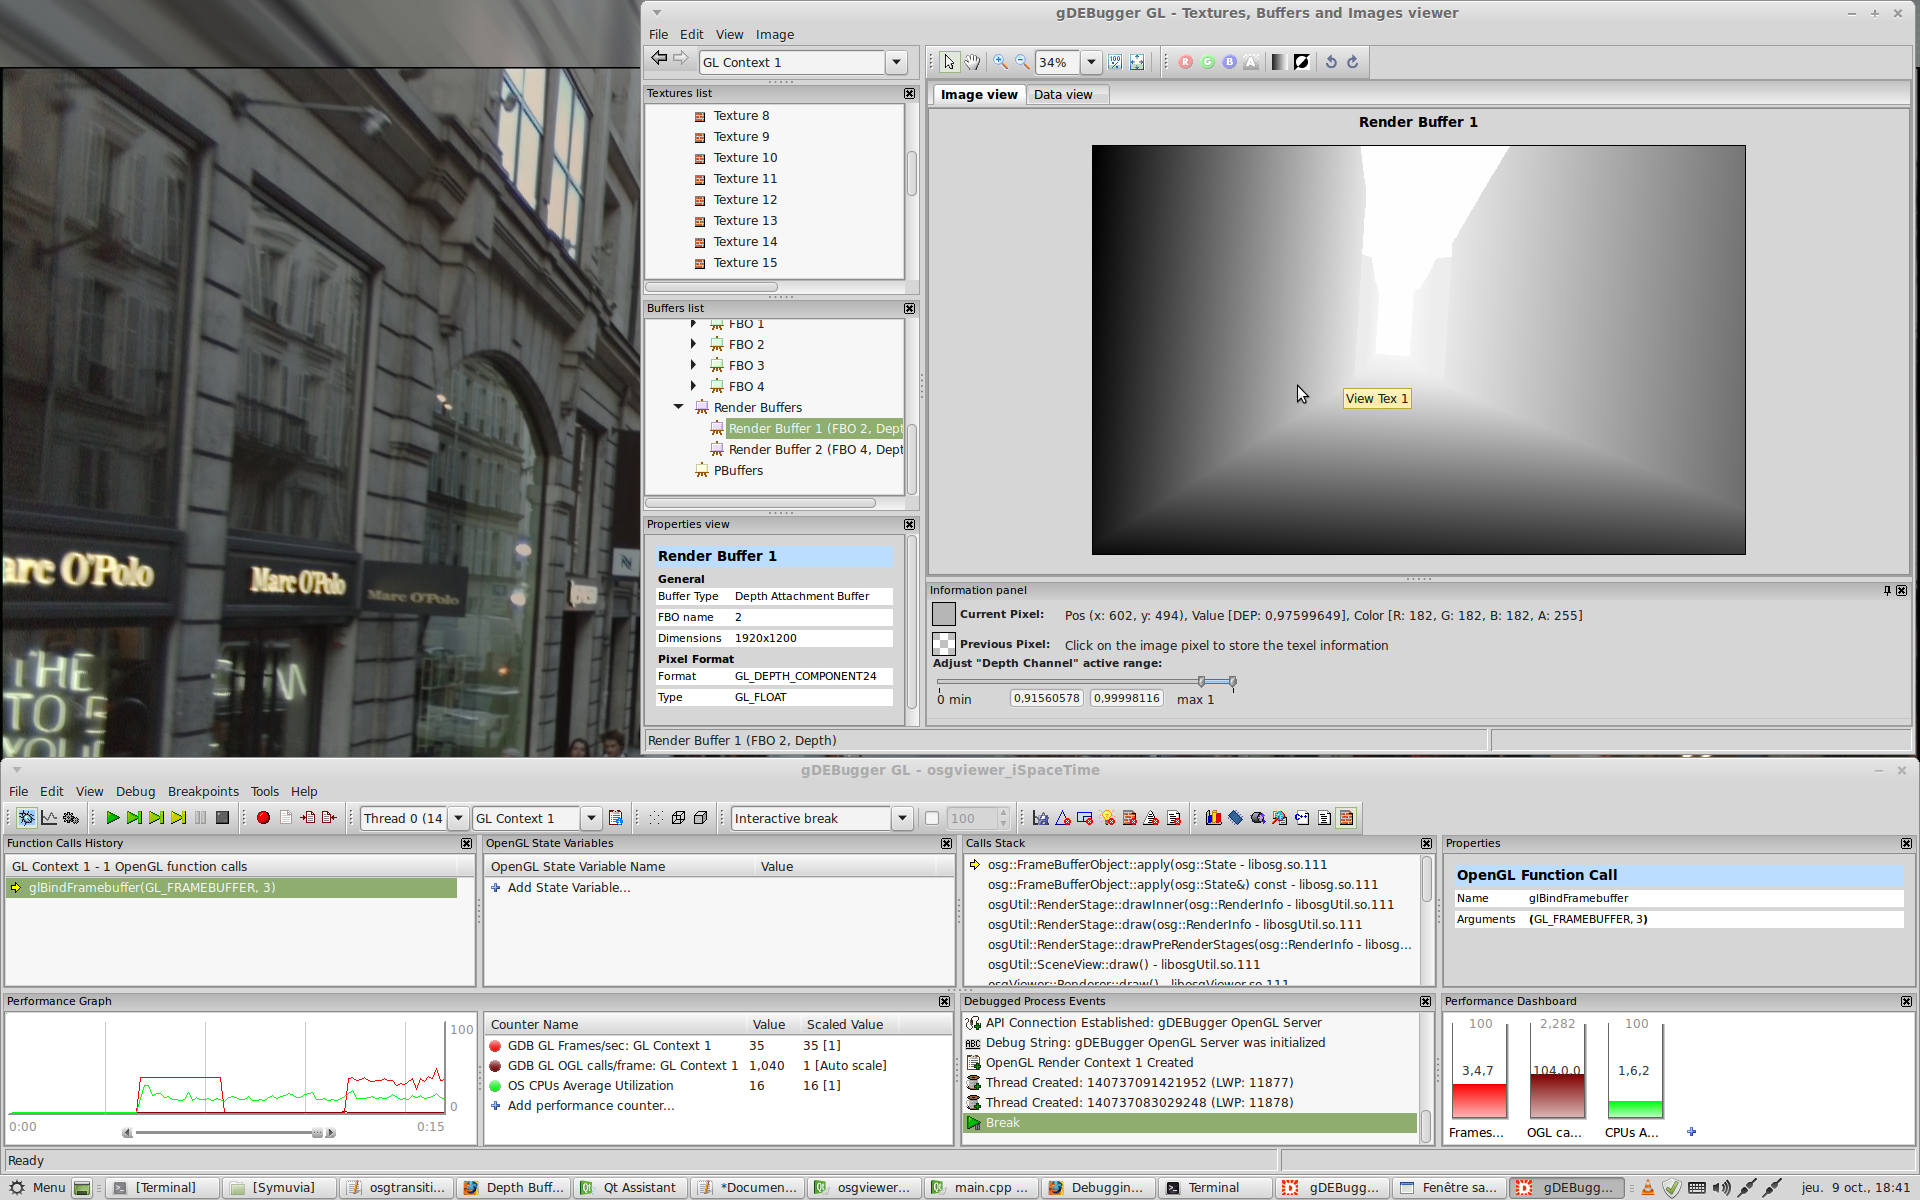 gDEBugger GL - Textures, Buffers and Images viewer
File Edit View Image
GL Context 1
34%
R G B A
Textures list
Texture 8
Texture 9
Texture 10
Texture 11
Texture 12
Texture 13
Texture 14
Texture 15
Buffers list
FBO 1
FBO 2
FBO 3
FBO 4
Render Buffers
Render Buffer 1 (FBO 2, Dept
Render Buffer 2 (FBO 4, Dept
PBuffers
Properties view
Render Buffer 1
General
Buffer Type Depth Attachment Buffer
FBO name 2
Dimensions 1920x1200
Pixel Format
Format GL_DEPTH_COMPONENT24
Type GL_FLOAT
Image view Data view
Render Buffer 1
View Tex 1
Information panel
Current Pixel: Pos (x: 602, y: 494), Value [DEP: 0,97599649], Color [R: 182, G: 182, B: 182, A: 255]
Previous Pixel: Click on the image pixel to store the texel information
Adjust "Depth Channel" active range:
0 min 0,91560578 0,99998116 max 1
Render Buffer 1 (FBO 2, Depth)
arc O'Polo
Marc O'Polo
Marc O'Polo
THE
TO
YOU
gDEBugger GL - osgviewer_iSpaceTime
File Edit View Debug Breakpoints Tools Help
Thread 0 (14 GL Context 1 Interactive break 100
Function Calls History
GL Context 1 - 1 OpenGL function calls
glBindFramebuffer(GL_FRAMEBUFFER, 3)
OpenGL State Variables
OpenGL State Variable Name Value
Add State Variable...
Calls Stack
osg::FrameBufferObject::apply(osg::State - libosg.so.111
osg::FrameBufferObject::apply(osg::State&) const - libosg.so.111
osgUtil::RenderStage::drawInner(osg::RenderInfo - libosgUtil.so.111
osgUtil::RenderStage::draw(osg::RenderInfo - libosgUtil.so.111
osgUtil::RenderStage::drawPreRenderStages(osg::RenderInfo - libosg...
osgUtil::SceneView::draw() - libosgUtil.so.111
osgViewer::Renderer::draw() - libosgViewer.so.111
Properties
OpenGL Function Call
Name glBindFramebuffer
Arguments (GL_FRAMEBUFFER, 3)
Performance Graph
100
0
0:00 0:15
Counter Name Value Scaled Value
GDB GL Frames/sec: GL Context 1 35 35 [1]
GDB GL OGL calls/frame: GL Context 1 1,040 1 [Auto scale]
OS CPUs Average Utilization 16 16 [1]
Add performance counter...
Debugged Process Events
API Connection Established: gDEBugger OpenGL Server
ABC Debug String: gDEBugger OpenGL Server was initialized
OpenGL Render Context 1 Created
Thread Created: 140737091421952 (LWP: 11877)
Thread Created: 140737083029248 (LWP: 11878)
Break
Performance Dashboard
100 2,282 100
3,4,7 104,0,0 1,6,2
Frames... OGL ca... CPUs A...
Ready
Menu [Terminal] [Symuvia] osgtransiti... Depth Buff... Qt Assistant *Documen... osgviewer... main.cpp ... Debuggin... Terminal gDEBugg... Fenêtre sa... gDEBugg... jeu. 9 oct., 18:41